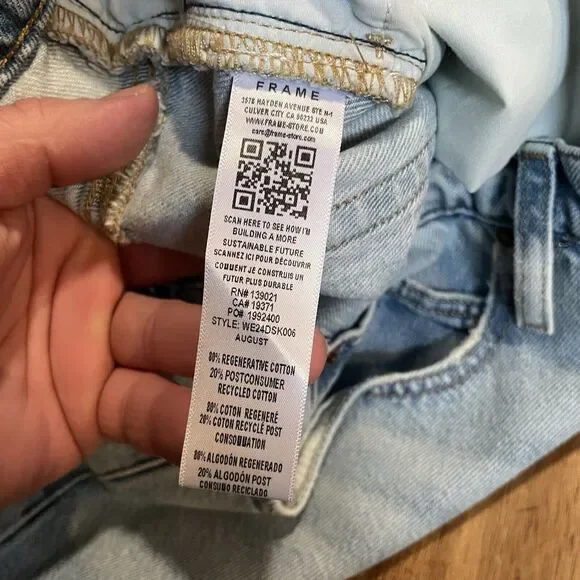 FRAME
3578 HAYDEN AVENUE STE N-1
CULVER CITY CA 90232 USA
WWW.FRAME-STORE.COM
care@frame-store.com
SCAN HERE TO SEE HOW I'M
BUILDING A MORE
SUSTAINABLE FUTURE
SCANNEZ ICI POUR DÉCOUVRIR
COMMENT JE CONSTRUIS UN
FUTUR PLUS DURABLE
RN# 139021
CA# 19371
PO# 1992400
STYLE: WE24DSK006
AUGUST
80% REGENERATIVE COTTON
20% POSTCONSUMER
RECYCLED COTTON
80% COTON REGENERÉ
20% COTON RECYCLÉ POST
CONSOMMATION
80% ALGODÓN REGENERADO
20% ALGODÓN POST
CONSUMO RECICLADO